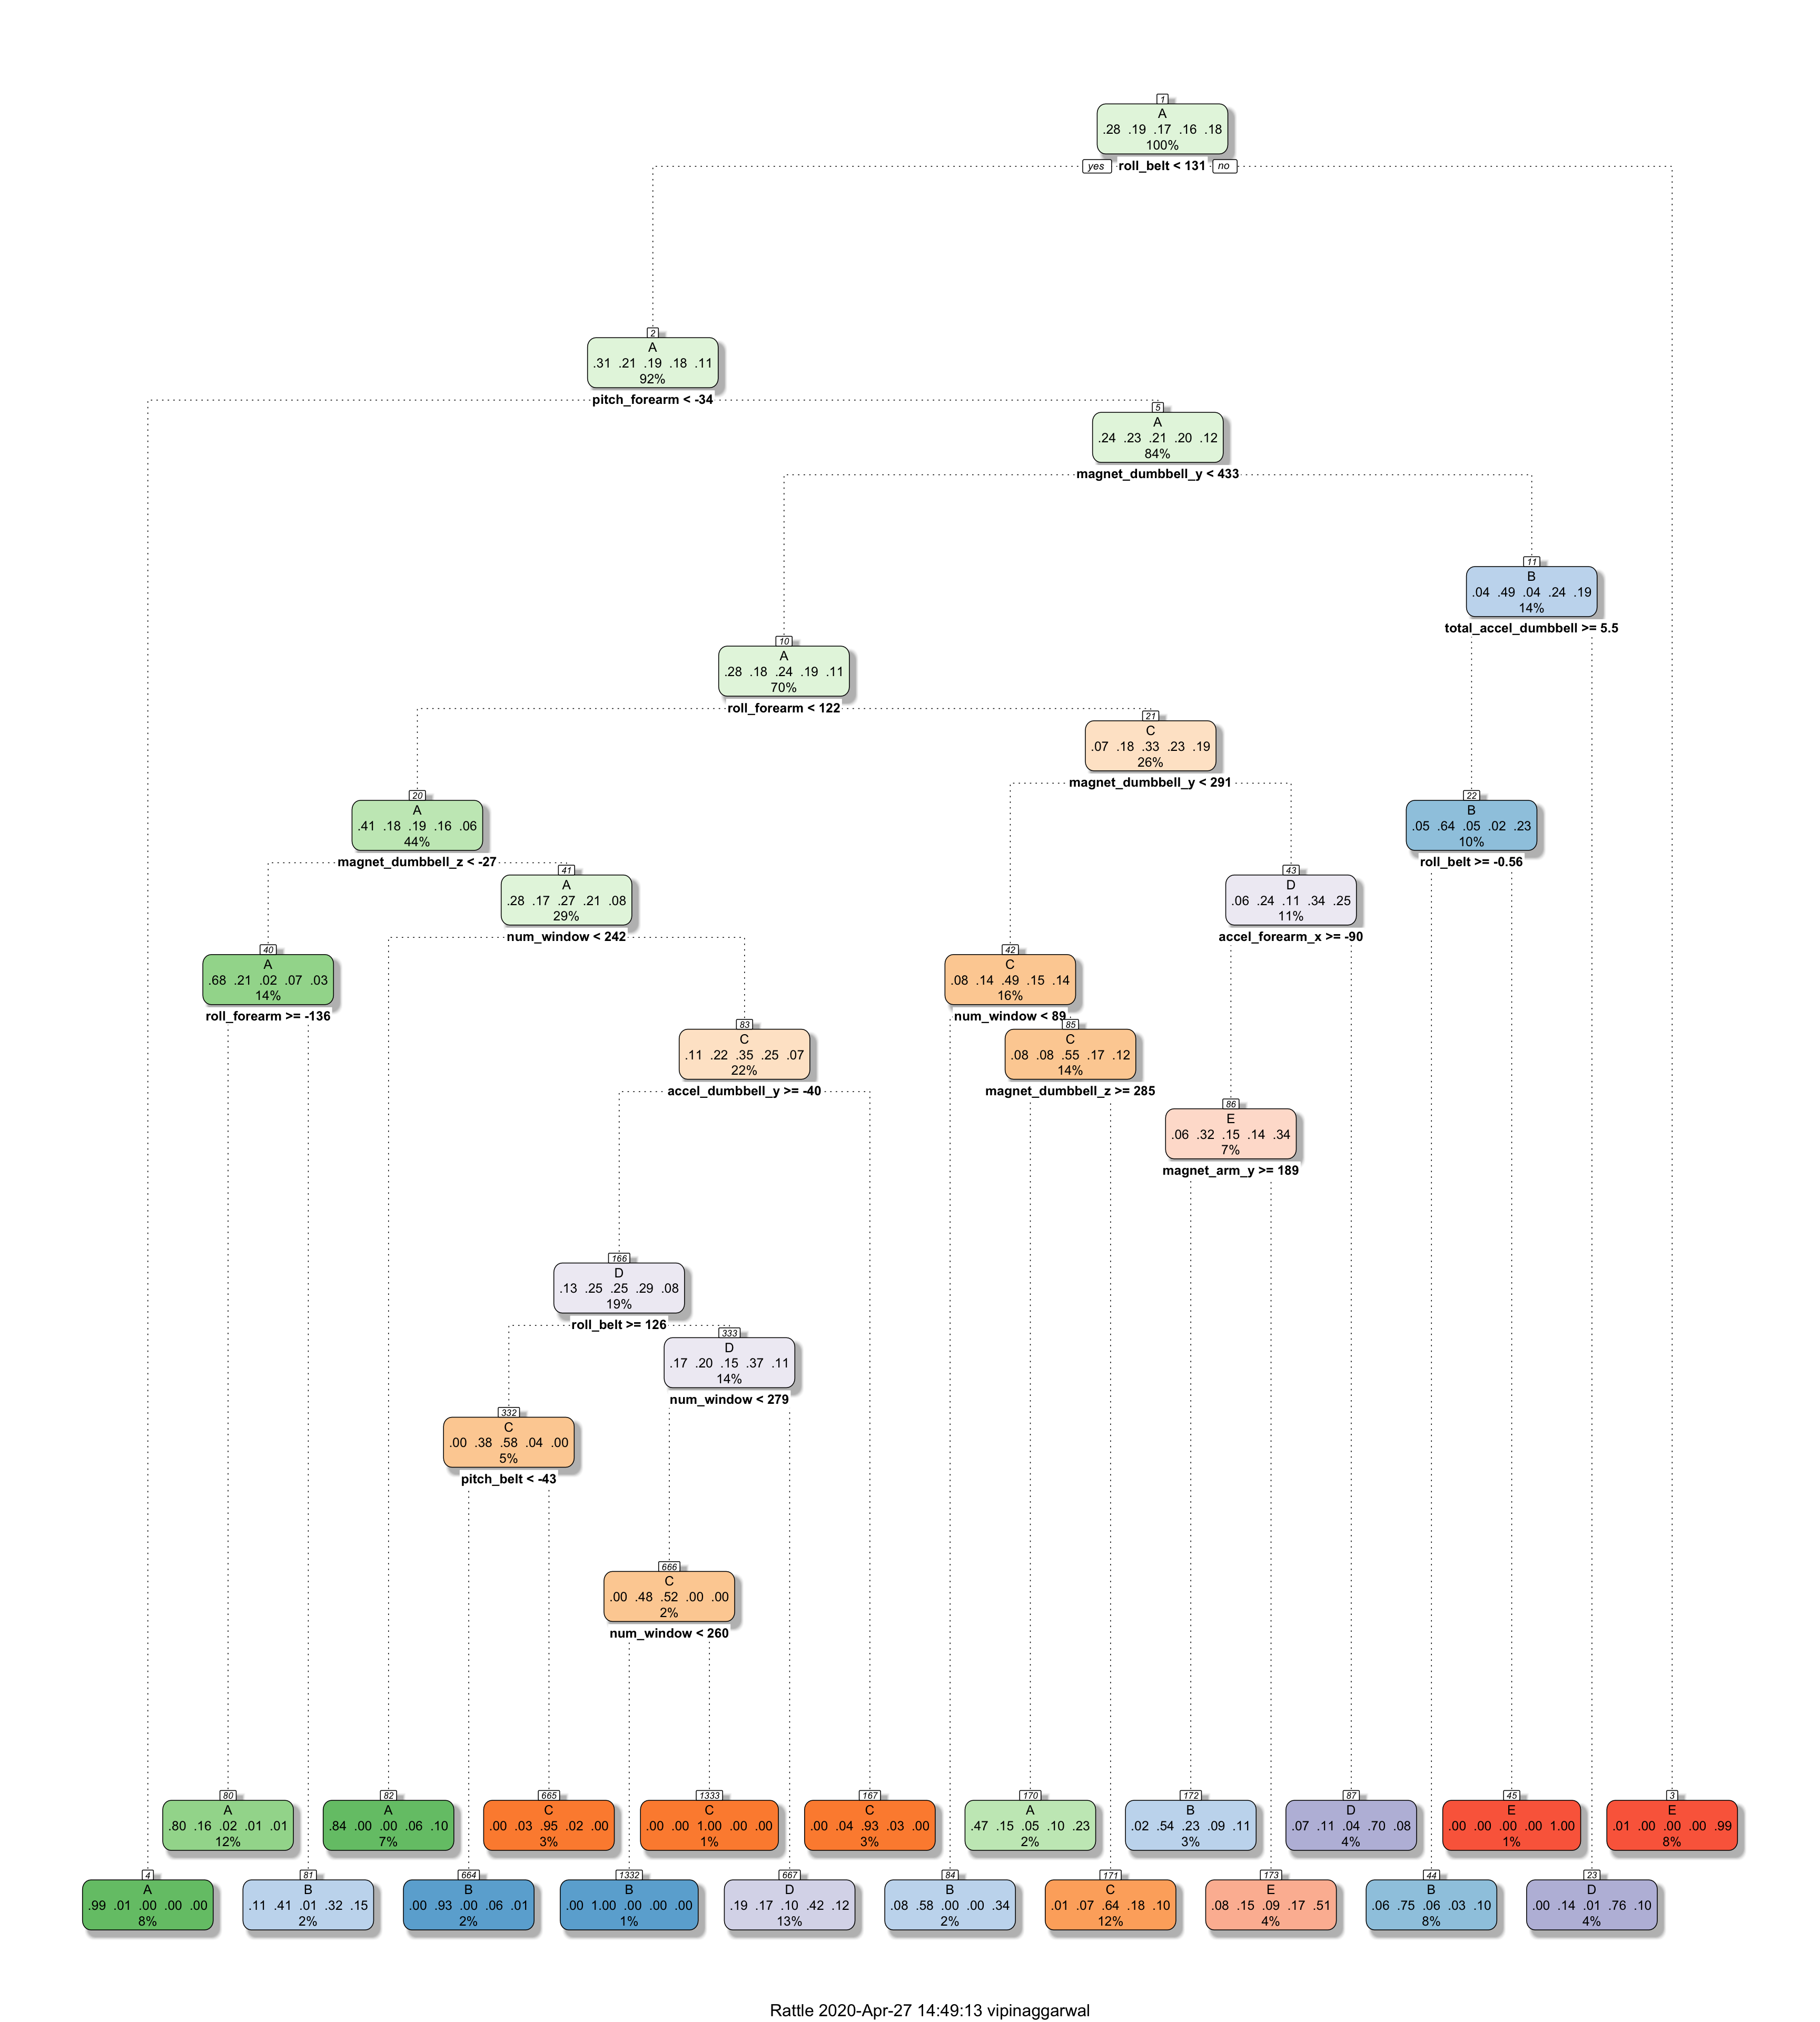 1
A
.28 .19 .17 .16 .18
100%
yes roll_belt < 131 no
2
A
.31 .21 .19 .18 .11
92%
pitch_forearm < -34
5
A
.24 .23 .21 .20 .12
84%
magnet_dumbbell_y < 433
11
B
.04 .49 .04 .24 .19
14%
total_accel_dumbbell >= 5.5
10
A
.28 .18 .24 .19 .11
70%
roll_forearm < 122
21
C
.07 .18 .33 .23 .19
26%
magnet_dumbbell_y < 291
20
A
.41 .18 .19 .16 .06
44%
magnet_dumbbell_z < -27
22
B
.05 .64 .05 .02 .23
10%
roll_belt >= -0.56
41
A
.28 .17 .27 .21 .08
29%
num_window < 242
43
D
.06 .24 .11 .34 .25
11%
accel_forearm_x >= -90
40
A
.68 .21 .02 .07 .03
14%
roll_forearm >= -136
42
C
.08 .14 .49 .15 .14
16%
num_window < 89
83
C
.11 .22 .35 .25 .07
22%
accel_dumbbell_y >= -40
85
C
.08 .08 .55 .17 .12
14%
magnet_dumbbell_z >= 285
86
E
.06 .32 .15 .14 .34
7%
magnet_arm_y >= 189
166
D
.13 .25 .25 .29 .08
19%
roll_belt >= 126
333
D
.17 .20 .15 .37 .11
14%
num_window < 279
332
C
.00 .38 .58 .04 .00
5%
pitch_belt < -43
666
C
.00 .48 .52 .00 .00
2%
num_window < 260
80
A
.80 .16 .02 .01 .01
12%
82
A
.84 .00 .00 .06 .10
7%
665
C
.00 .03 .95 .02 .00
3%
1333
C
.00 .00 1.00 .00 .00
1%
167
C
.00 .04 .93 .03 .00
3%
170
A
.47 .15 .05 .10 .23
2%
172
B
.02 .54 .23 .09 .11
3%
87
D
.07 .11 .04 .70 .08
4%
45
E
.00 .00 .00 .00 1.00
1%
3
E
.01 .00 .00 .00 .99
8%
4
A
.99 .01 .00 .00 .00
8%
81
B
.11 .41 .01 .32 .15
2%
664
B
.00 .93 .00 .06 .01
2%
1332
B
.00 1.00 .00 .00 .00
1%
667
D
.19 .17 .10 .42 .12
13%
84
B
.08 .58 .00 .00 .34
2%
171
C
.01 .07 .64 .18 .10
12%
173
E
.08 .15 .09 .17 .51
4%
44
B
.06 .75 .06 .03 .10
8%
23
D
.00 .14 .01 .76 .10
4%
Rattle 2020-Apr-27 14:49:13 vipinaggarwal